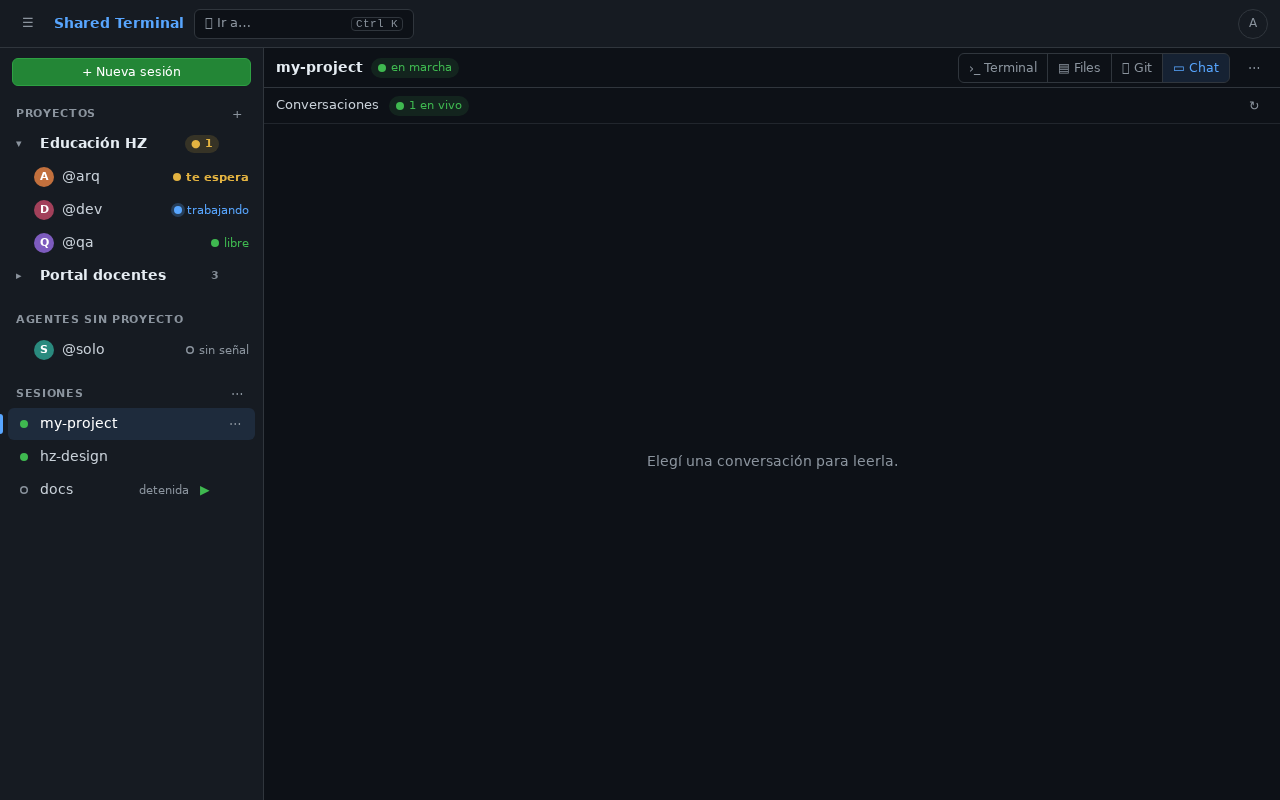 Shared Terminal
Ir a...
Ctrl K
A
+ Nueva sesión
PROYECTOS +
Educación HZ 1
A @arq te espera
D @dev trabajando
Q @qa libre
Portal docentes 3
AGENTES SIN PROYECTO
S @solo sin señal
SESIONES ...
my-project ...
hz-design
docs detenida
my-project en marcha
›_ Terminal Files Git Chat ...
Conversaciones 1 en vivo
Elegí una conversación para leerla.